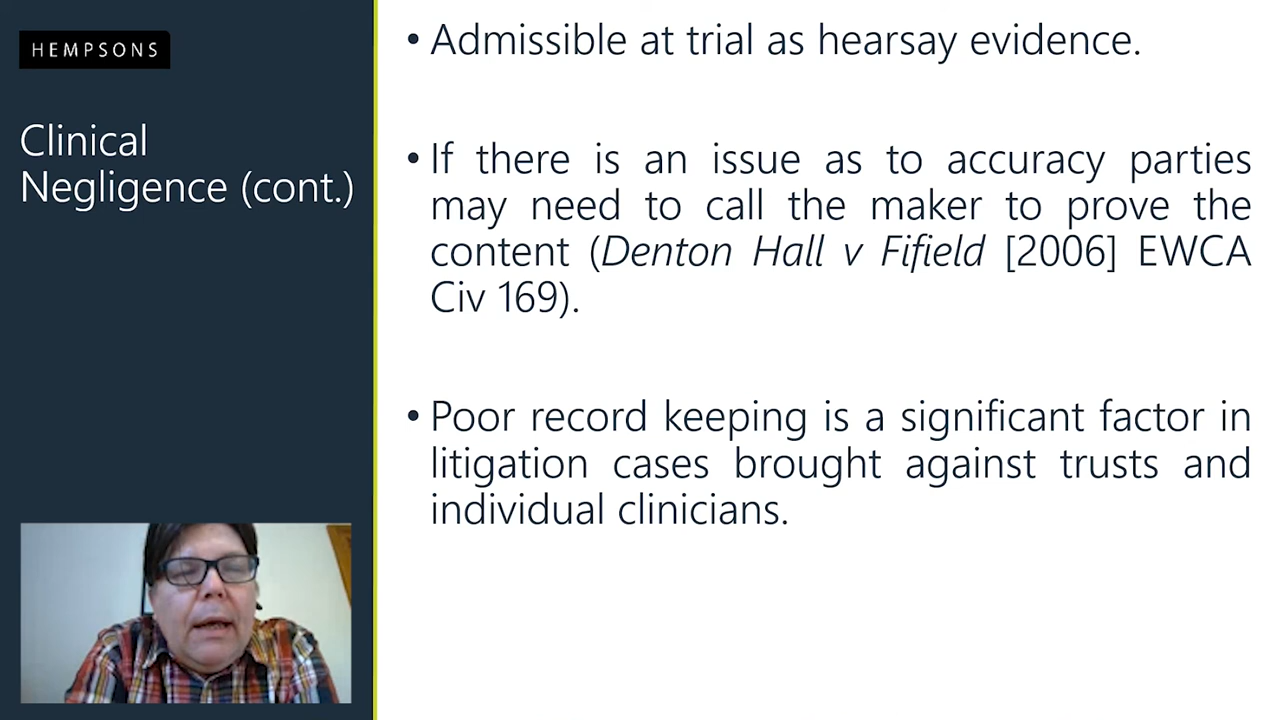 HEMPSONS
Clinical
Negligence (cont.)
• Admissible at trial as hearsay evidence.
• If there is an issue as to accuracy parties
may need to call the maker to prove the
content (Denton Hall v Fifield [2006] EWCA
Civ 169).
• Poor record keeping is a significant factor in
litigation cases brought against trusts and
individual clinicians.